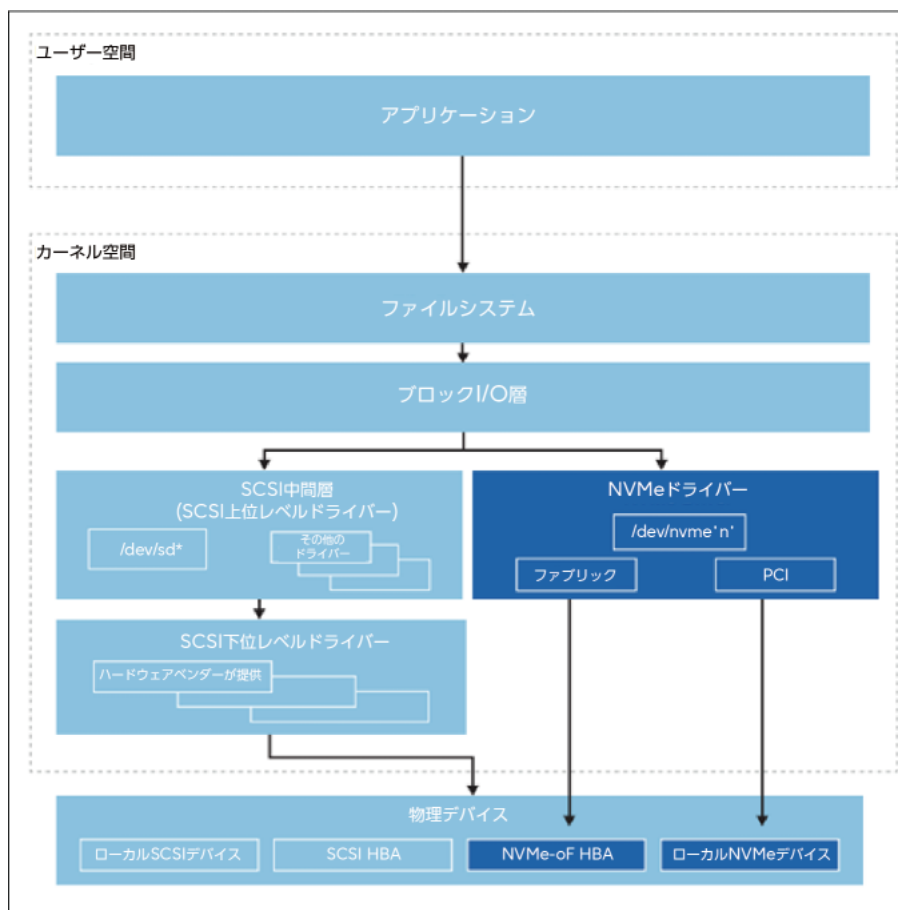 ユーザー空間
アプリケーション
カーネル空間
ファイルシステム
ブロックI/O層
SCSI中間層
(SCSI上位レベルドライバー)
/dev/sd*
その他の
ドライバー
NVMeドライバー
/dev/nvme*n*
ファブリック
PCI
SCSI下位レベルドライバー
ハードウェアベンダーが提供
物理デバイス
ローカルSCSIデバイス
SCSI HBA
NVMe-oF HBA
ローカルNVMeデバイス